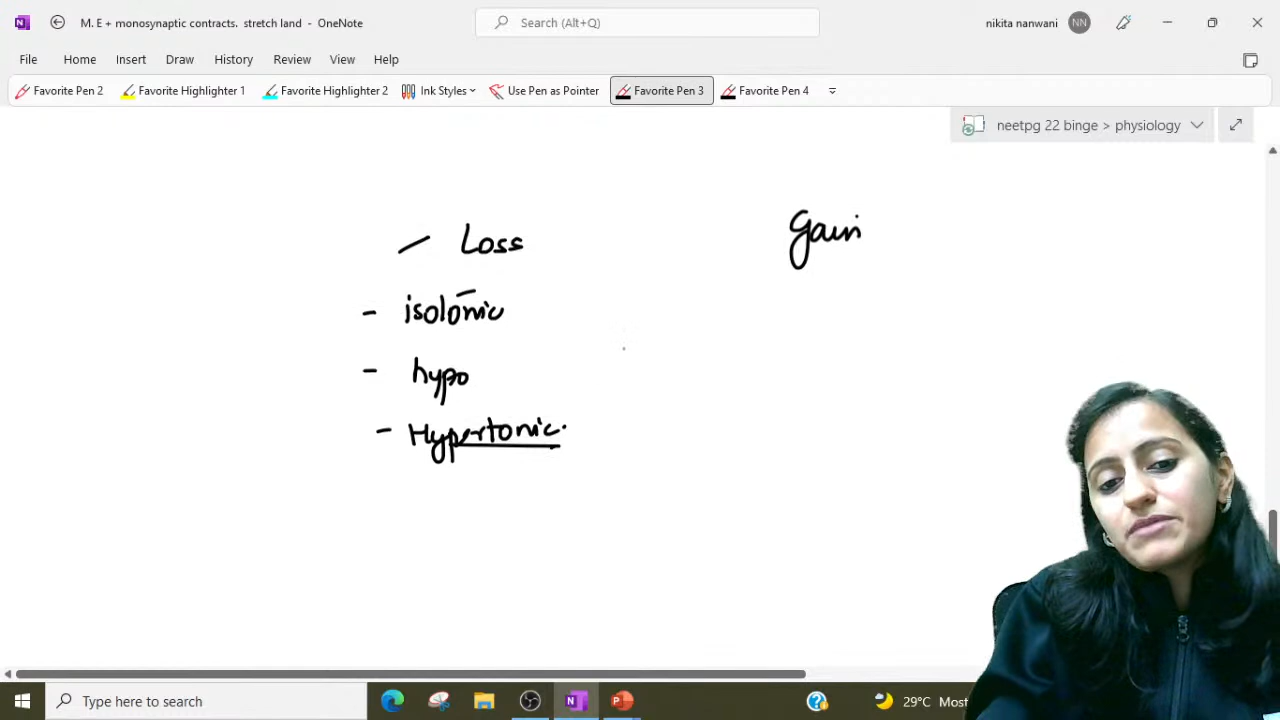 M. E + monosynaptic contracts. stretch land - OneNote
Search (Alt+Q)
nikita nanwani NN
File Home Insert Draw History Review View Help
Favorite Pen 2 Favorite Highlighter 1 Favorite Highlighter 2 Ink Styles Use Pen as Pointer Favorite Pen 3 Favorite Pen 4
neetpg 22 binge > physiology
Loss Gain
- isotonic
- hypo
- Hypertonic.
Type here to search
29°C Most